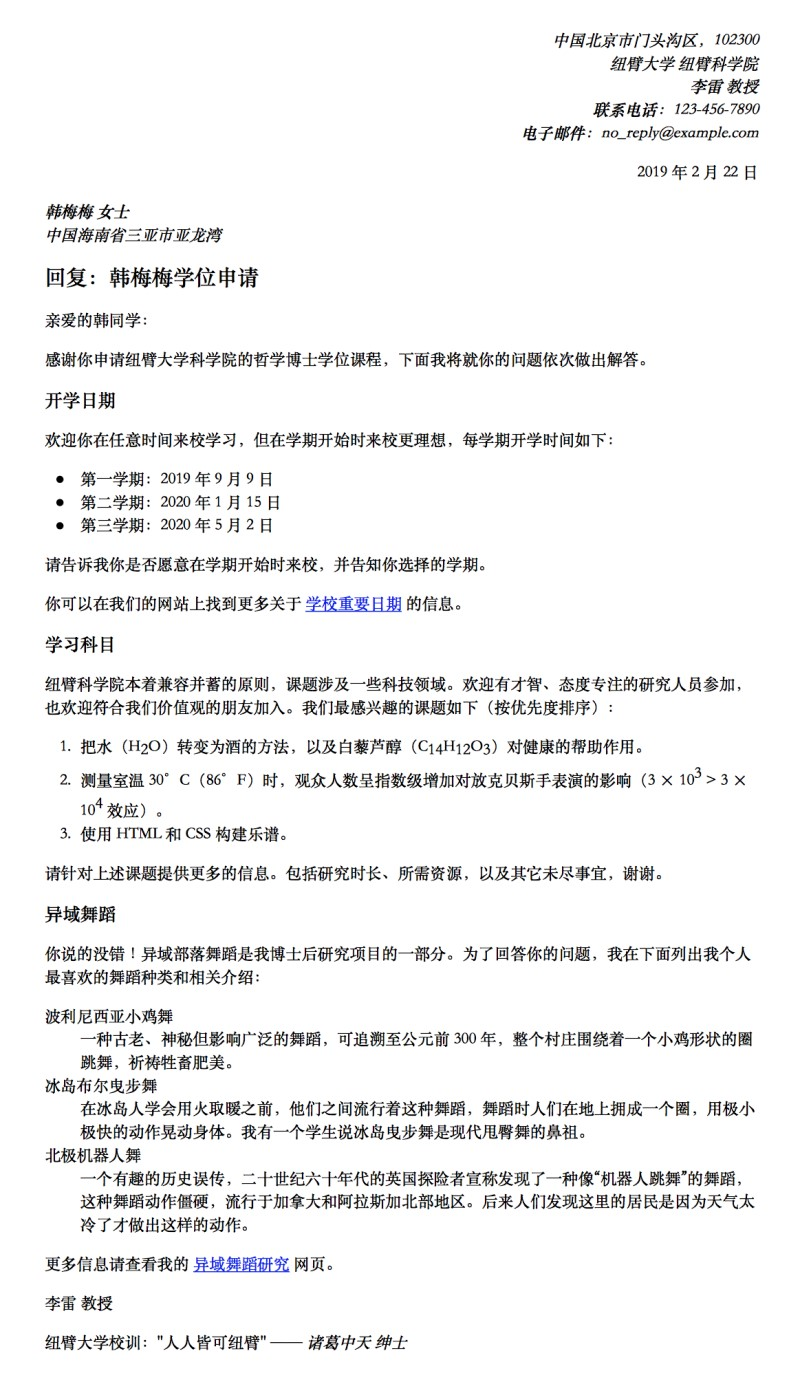 中国北京市门头沟区，102300
纽臂大学 纽臂科学院
李雷 教授
联系电话：123-456-7890
电子邮件：no_reply@example.com
2019 年 2 月 22 日
韩梅梅 女士
中国海南省三亚市亚龙湾
回复：韩梅梅学位申请
亲爱的韩同学：
感谢你申请纽臂大学科学院的哲学博士学位课程，下面我将就你的问题依次做出解答。
开学日期
欢迎你在任意时间来校学习，但在学期开始时来校更理想，每学期开学时间如下：
● 第一学期：2019 年 9 月 9 日
● 第二学期：2020 年 1 月 15 日
● 第三学期：2020 年 5 月 2 日
请告诉我你是否愿意在学期开始时来校，并告知你选择的学期。
你可以在我们的网站上找到更多关于 学校重要日期 的信息。
学习科目
纽臂科学院本着兼容并蓄的原则，课题涉及一些科技领域。欢迎有才智、态度专注的研究人员参加，
也欢迎符合我们价值观的朋友加入。我们最感兴趣的课题如下（按优先度排序）：
1. 把水（H₂O）转变为酒的方法，以及白藜芦醇（C₁₄H₁₂O₃）对健康的帮助作用。
2. 测量室温 30°C（86°F）时，观众人数呈指数级增加对放克贝斯手表演的影响（3 × 10³ > 3 ×
10⁴ 效应）。
3. 使用 HTML 和 CSS 构建乐谱。
请针对上述课题提供更多的信息。包括研究时长、所需资源，以及其它未尽事宜，谢谢。
异域舞蹈
你说的没错！异域部落舞蹈是我博士后研究项目的一部分。为了回答你的问题，我在下面列出我个人
最喜欢的舞蹈种类和相关介绍：
波利尼西亚小鸡舞
一种古老、神秘但影响广泛的舞蹈，可追溯至公元前 300 年，整个村庄围绕着一个小鸡形状的圈
跳舞，祈祷牲畜肥美。
冰岛布尔曳步舞
在冰岛人学会用火取暖之前，他们之间流行着这种舞蹈，舞蹈时人们在地上拥成一个圈，用极小
极快的动作晃动身体。我有一个学生说冰岛曳步舞是现代甩臀舞的鼻祖。
北极机器人舞
一个有趣的历史误传，二十世纪六十年代的英国探险者宣称发现了一种像“机器人跳舞”的舞蹈，
这种舞蹈动作僵硬，流行于加拿大和阿拉斯加北部地区。后来人们发现这里的居民是因为天气太
冷了才做出这样的动作。
更多信息请查看我的 异域舞蹈研究 网页。
李雷 教授
纽臂大学校训："人人皆可纽臂" —— 诸葛中天 绅士